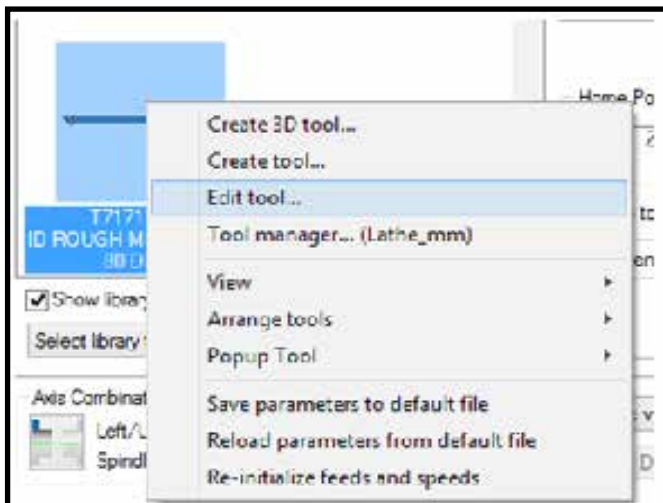 Home Po
Create 3D tool...
Create tool...
Edit tool...
T7171
ID ROUGH M
Tool manager... (Lathe_mm)
80 D
Show library
View
Arrange tools
Select library
Popup Tool
Axis Combinat
Save parameters to default file
Left/U
Reload parameters from default file
Spindl
Re-initialize feeds and speeds